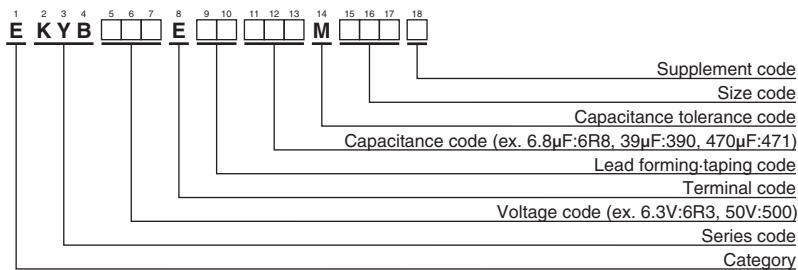 1 2 3 4 5 6 7 8 9 10 11 12 13 14 15 16 17 18
E KYB E M
Supplement code
Size code
Capacitance tolerance code
Capacitance code (ex. 6.8µF:6R8, 39µF:390, 470µF:471)
Lead forming·taping code
Terminal code
Voltage code (ex. 6.3V:6R3, 50V:500)
Series code
Category